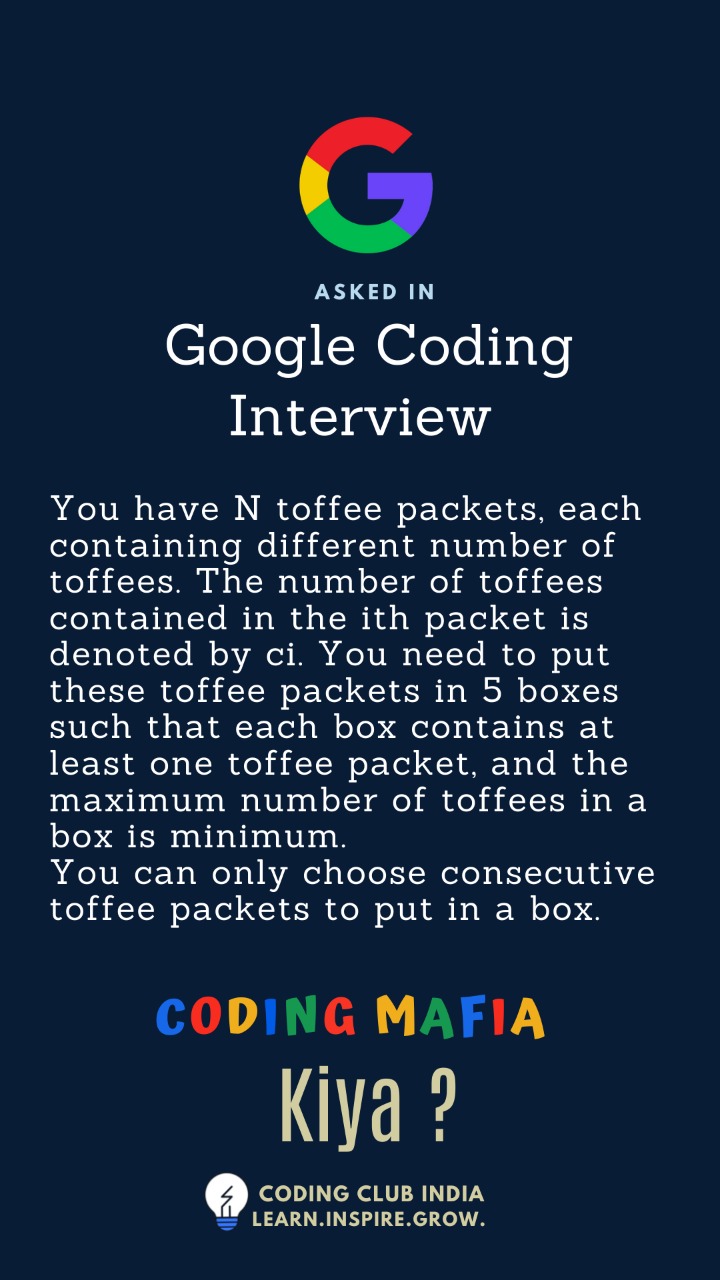 ASKED IN
Google Coding
Interview
You have N toffee packets, each
containing different number of
toffees. The number of toffees
contained in the ith packet is
denoted by ci. You need to put
these toffee packets in 5 boxes
such that each box contains at
least one toffee packet, and the
maximum number of toffees in a
box is minimum.
You can only choose consecutive
toffee packets to put in a box.
CODING MAFIA
Kiya ?
CODING CLUB INDIA
LEARN.INSPIRE.GROW.